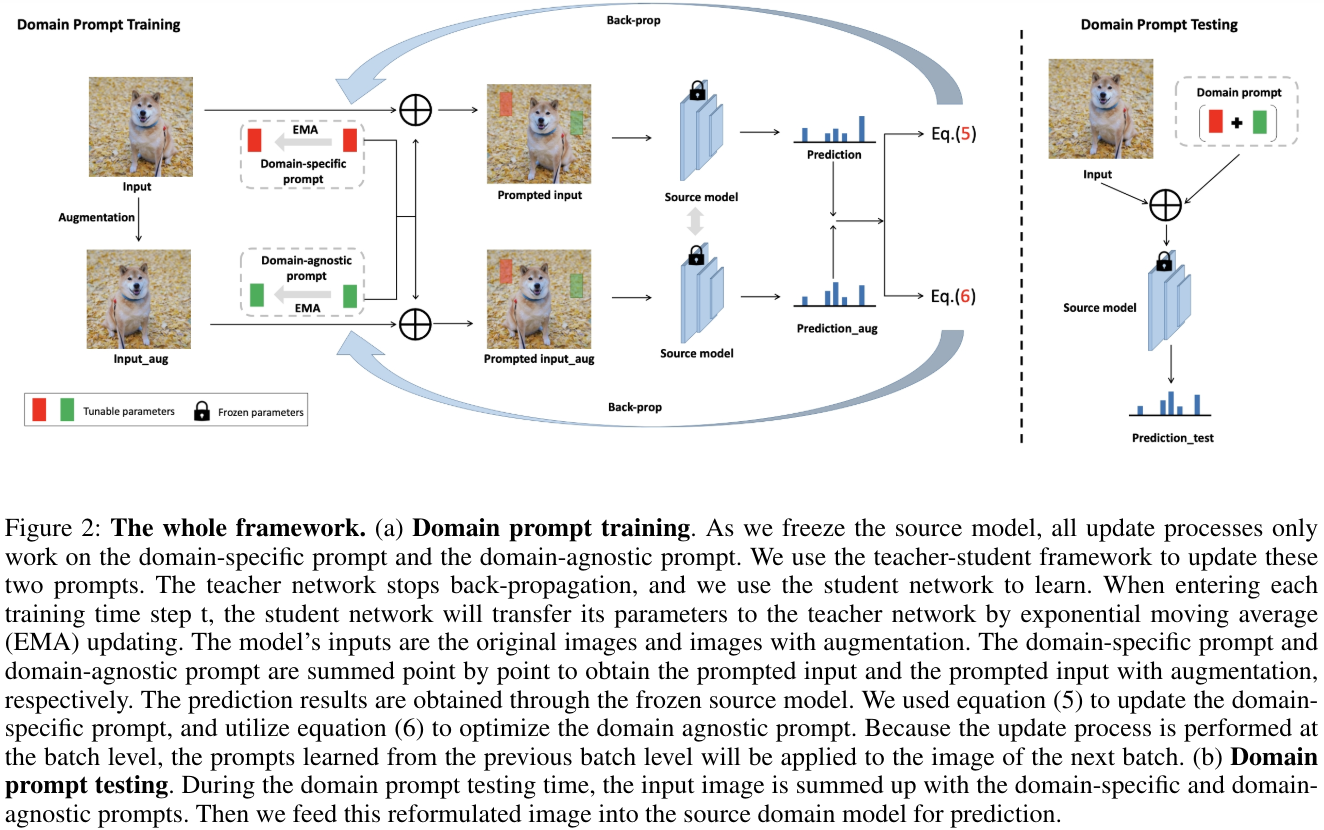 Domain Prompt Training
Back-prop
Domain Prompt Testing
Input
Augmentation
Input_aug
EMA
Domain-specific
prompt
Domain-agnostic
prompt
EMA
Prompted input
Prompted input_aug
Source model
Source model
Prediction
Prediction_aug
Eq.(5)
Eq.(6)
Back-prop
Tunable parameters
Frozen parameters
Domain prompt
Input
Source model
Prediction_test
Figure 2: The whole framework. (a) Domain prompt training. As we freeze the source model, all update processes only
work on the domain-specific prompt and the domain-agnostic prompt. We use the teacher-student framework to update these
two prompts. The teacher network stops back-propagation, and we use the student network to learn. When entering each
training time step t, the student network will transfer its parameters to the teacher network by exponential moving average
(EMA) updating. The model's inputs are the original images and images with augmentation. The domain-specific prompt and
domain-agnostic prompt are summed point by point to obtain the prompted input and the prompted input with augmentation,
respectively. The prediction results are obtained through the frozen source model. We used equation (5) to update the domain-
specific prompt, and utilize equation (6) to optimize the domain agnostic prompt. Because the update process is performed at
the batch level, the prompts learned from the previous batch level will be applied to the image of the next batch. (b) Domain
prompt testing. During the domain prompt testing time, the input image is summed up with the domain-specific and domain-
agnostic prompts. Then we feed this reformulated image into the source domain model for prediction.